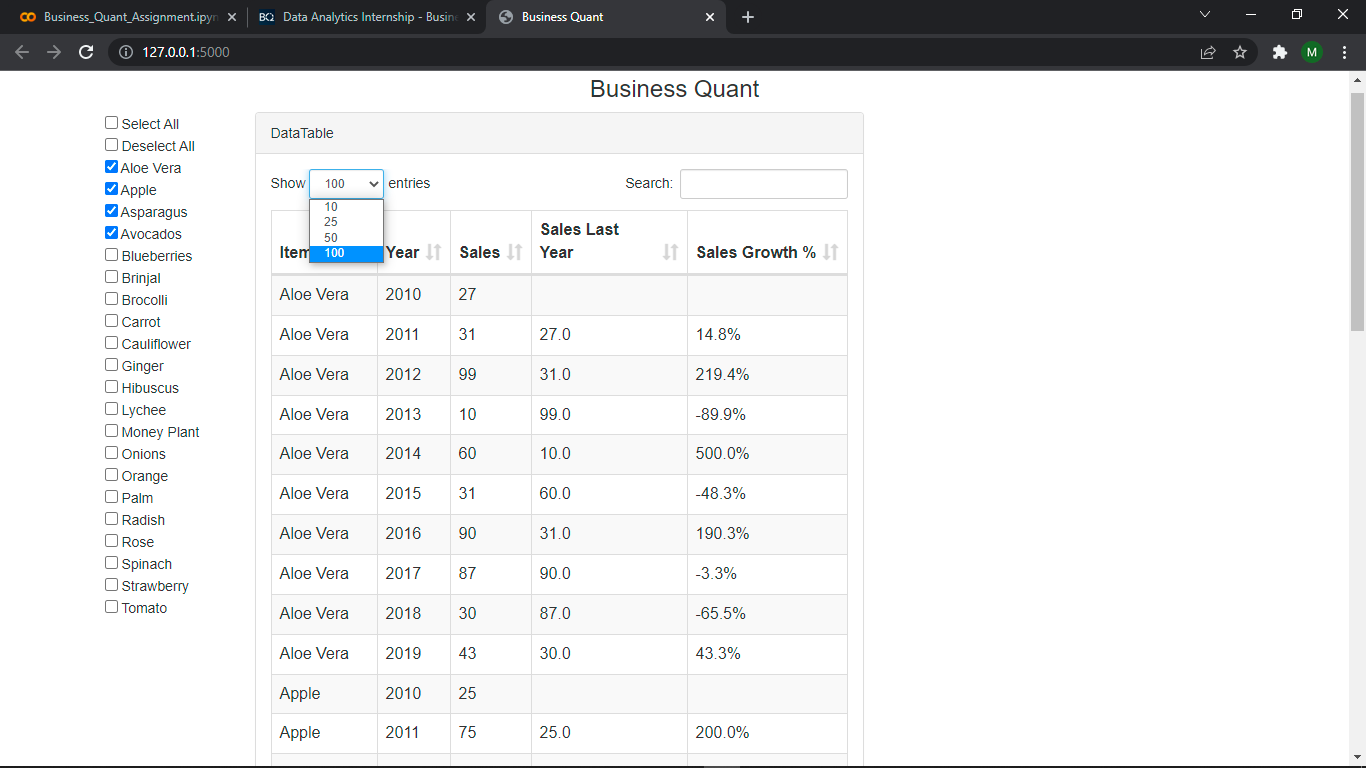 Business_Quant_Assignment.ipyn
Data Analytics Internship - Busine
Business Quant
127.0.0.1:5000
M
Business Quant
Select All
Deselect All
Aloe Vera
Apple
Asparagus
Avocados
Blueberries
Brinjal
Brocolli
Carrot
Cauliflower
Ginger
Hibuscus
Lychee
Money Plant
Onions
Orange
Palm
Radish
Rose
Spinach
Strawberry
Tomato
DataTable
Show 100 entries Search:
10
25
50
100
Item Year Sales Sales Last Year Sales Growth %
Aloe Vera 2010 27
Aloe Vera 2011 31 27.0 14.8%
Aloe Vera 2012 99 31.0 219.4%
Aloe Vera 2013 10 99.0 -89.9%
Aloe Vera 2014 60 10.0 500.0%
Aloe Vera 2015 31 60.0 -48.3%
Aloe Vera 2016 90 31.0 190.3%
Aloe Vera 2017 87 90.0 -3.3%
Aloe Vera 2018 30 87.0 -65.5%
Aloe Vera 2019 43 30.0 43.3%
Apple 2010 25
Apple 2011 75 25.0 200.0%